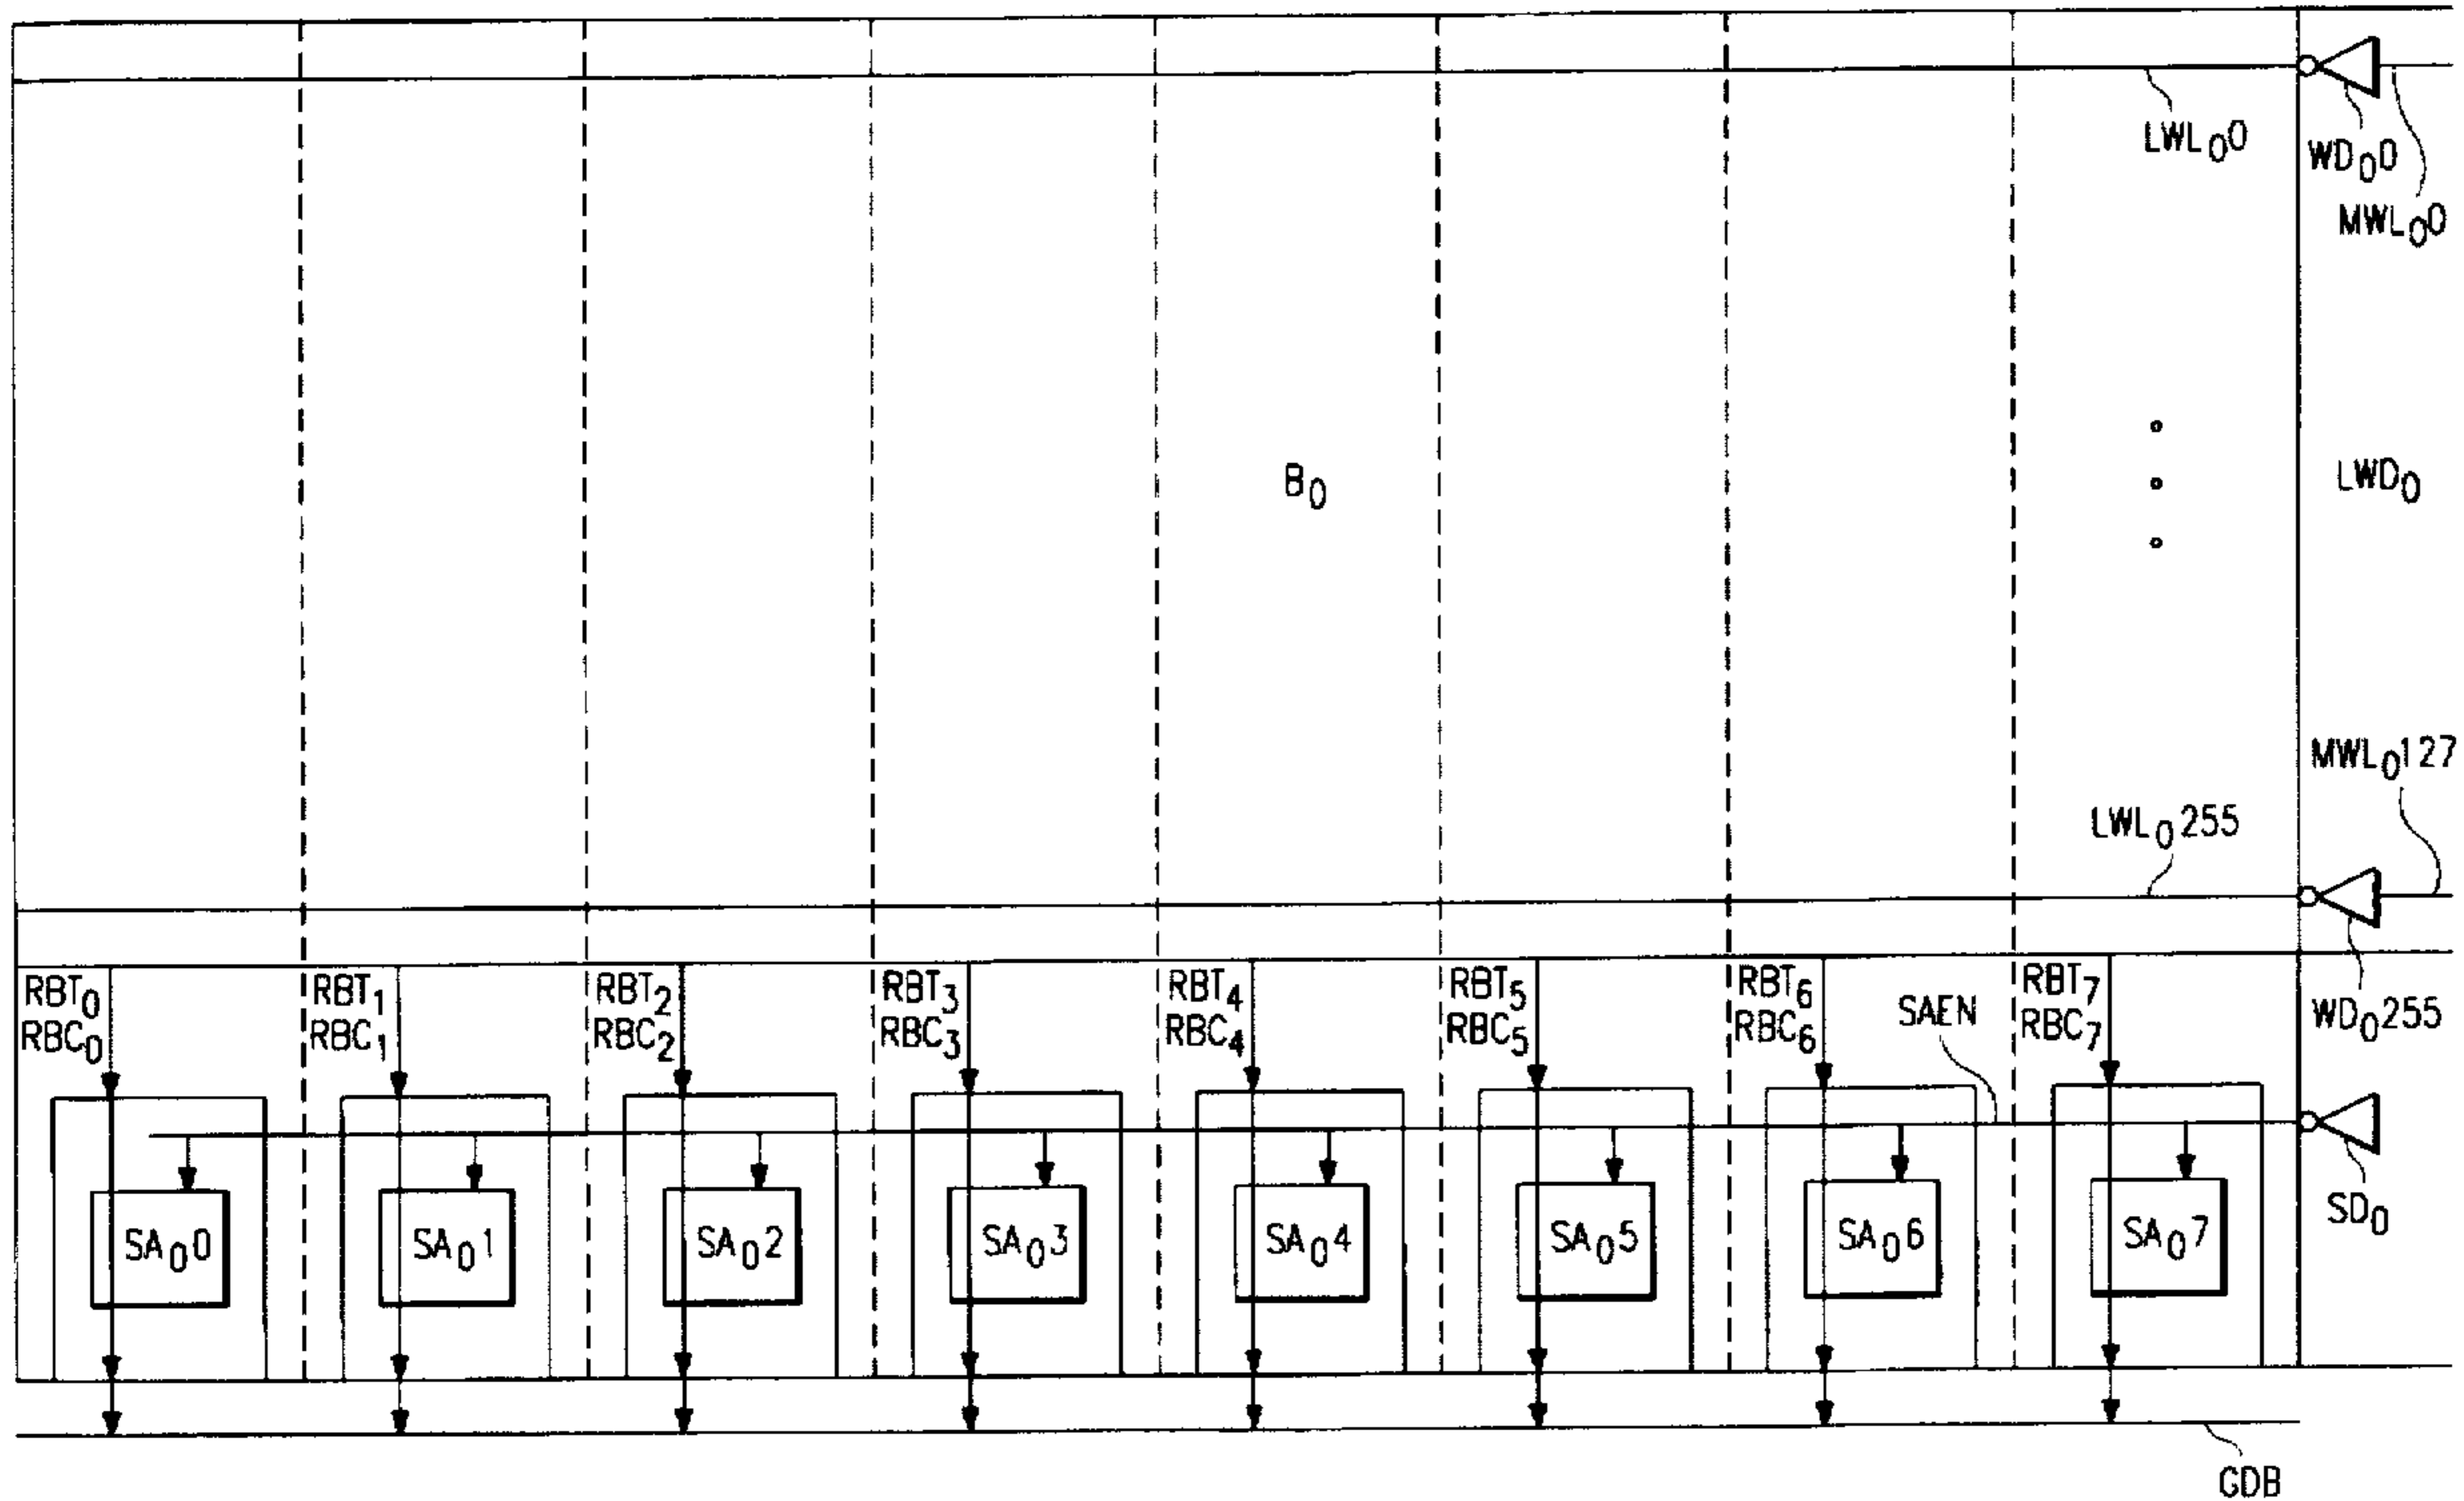 LWL₀0
WD₀0
MWL₀0
B₀
LWD₀
MWL₀127
LWL₀255
WD₀255
RBT₀
RBC₀
RBT₁
RBC₁
RBT₂
RBC₂
RBT₃
RBC₃
RBT₄
RBC₄
RBT₅
RBC₅
RBT₆
RBC₆
SAEN
RBT₇
RBC₇
SA₀0
SA₀1
SA₀2
SA₀3
SA₀4
SA₀5
SA₀6
SA₀7
SD₀
GDB